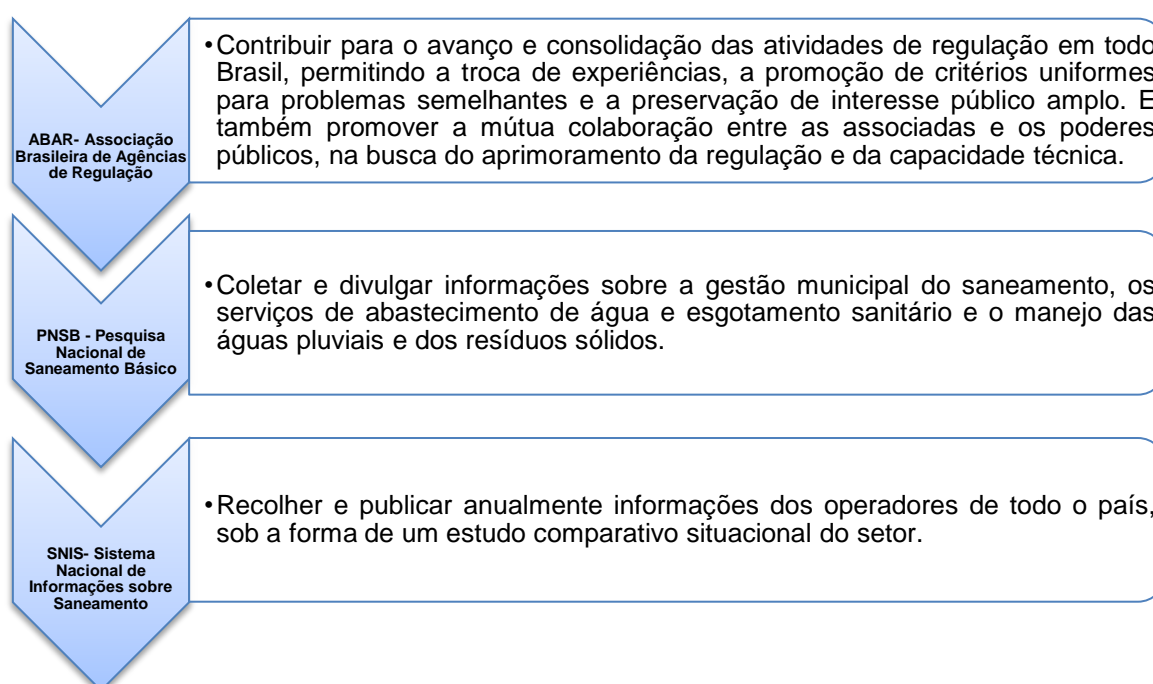 ABAR- Associação
Brasileira de Agências
de Regulação
•Contribuir para o avanço e consolidação das atividades de regulação em todo
Brasil, permitindo a troca de experiências, a promoção de critérios uniformes
para problemas semelhantes e a preservação de interesse público amplo. E
também promover a mútua colaboração entre as associadas e os poderes
públicos, na busca do aprimoramento da regulação e da capacidade técnica.
PNSB - Pesquisa
Nacional de
Saneamento Básico
•Coletar e divulgar informações sobre a gestão municipal do saneamento, os
serviços de abastecimento de água e esgotamento sanitário e o manejo das
águas pluviais e dos resíduos sólidos.
SNIS- Sistema
Nacional de
Informações sobre
Saneamento
•Recolher e publicar anualmente informações dos operadores de todo o país,
sob a forma de um estudo comparativo situacional do setor.